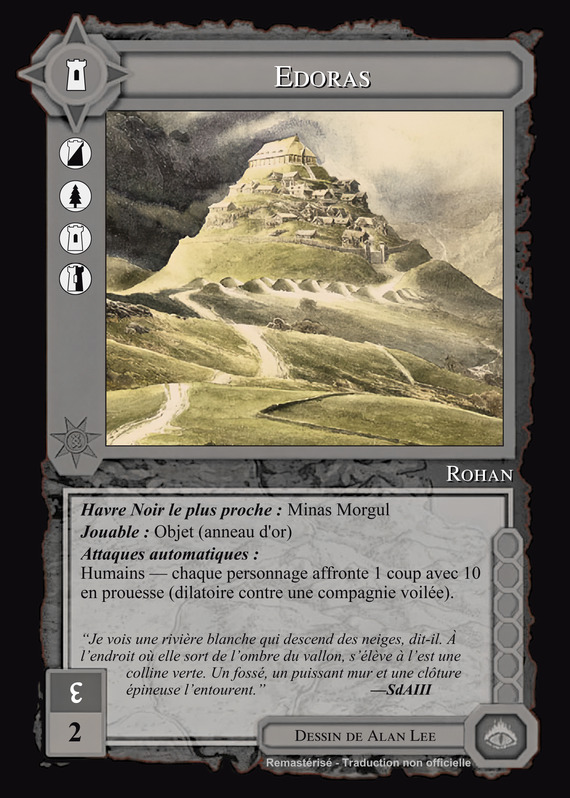 Edoras
Rohan
Havre Noir le plus proche : Minas Morgul
Jouable : Objet (anneau d'or)
Attaques automatiques :
Humains — chaque personnage affronte 1 coup avec 10
en prouesse (dilatoire contre une compagnie voilée).
“Je vois une rivière blanche qui descend des neiges, dit-il. À
l'endroit où elle sort de l'ombre du vallon, s'élève à l'est une
colline verte. Un fossé, un puissant mur et une clôture
épineuse l'entourent.” —SdAIII
ε
2
Dessin de Alan Lee
Remastérisé - Traduction non officielle